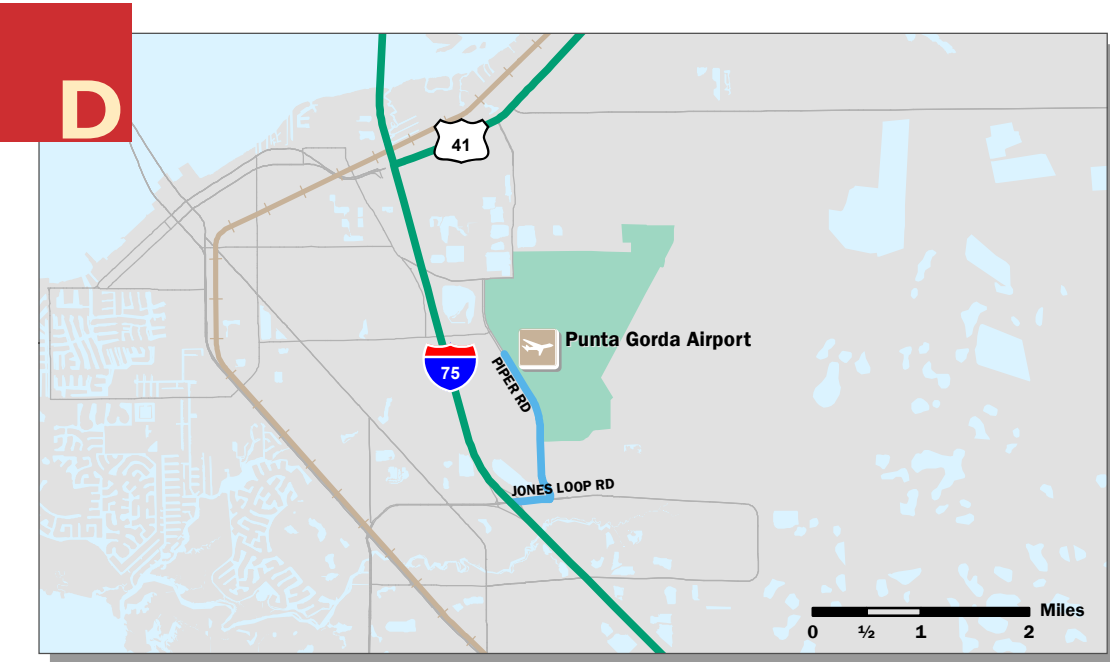 D
41
Punta Gorda Airport
75
PIPER RD
JONES LOOP RD
Miles
0 ½ 1 2